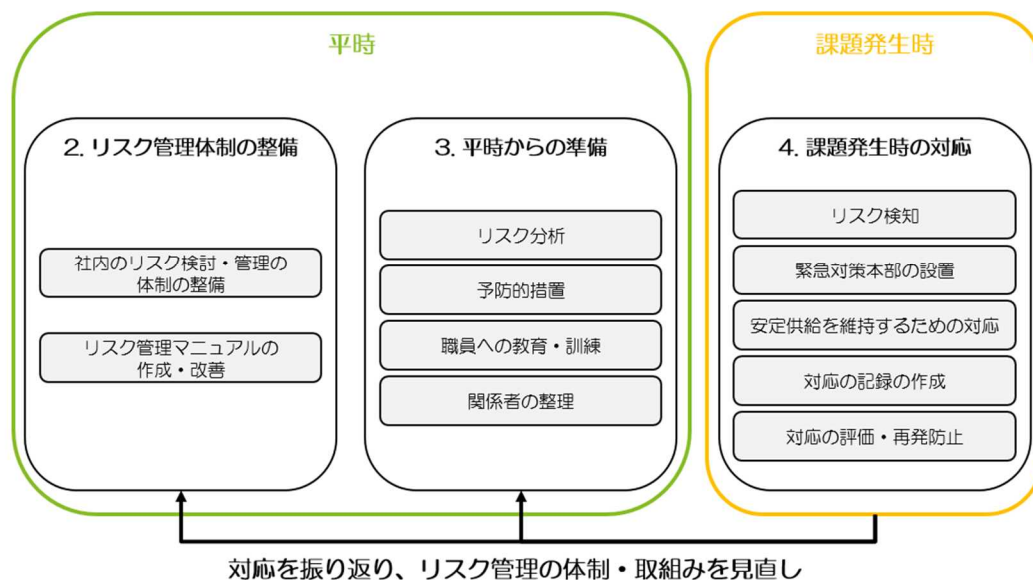 平時
課題発生時
2. リスク管理体制の整備
社内のリスク検討・管理の
体制の整備
リスク管理マニュアルの
作成・改善
3. 平時からの準備
リスク分析
予防的措置
職員への教育・訓練
関係者の整理
4. 課題発生時の対応
リスク検知
緊急対策本部の設置
安定供給を維持するための対応
対応の記録の作成
対応の評価・再発防止
対応を振り返り、リスク管理の体制・取組みを見直し